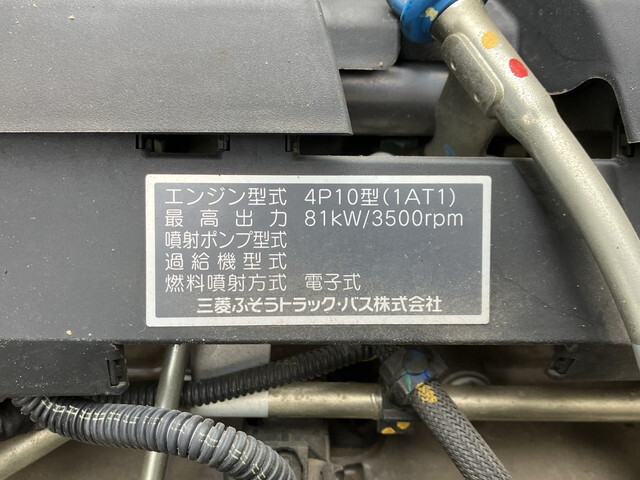 エンジン型式 4P10型(1AT1)
最高出力 81kW/3500rpm
噴射ポンプ型式
過給機型式
燃料噴射方式 電子式
三菱ふそうトラック・バス株式会社